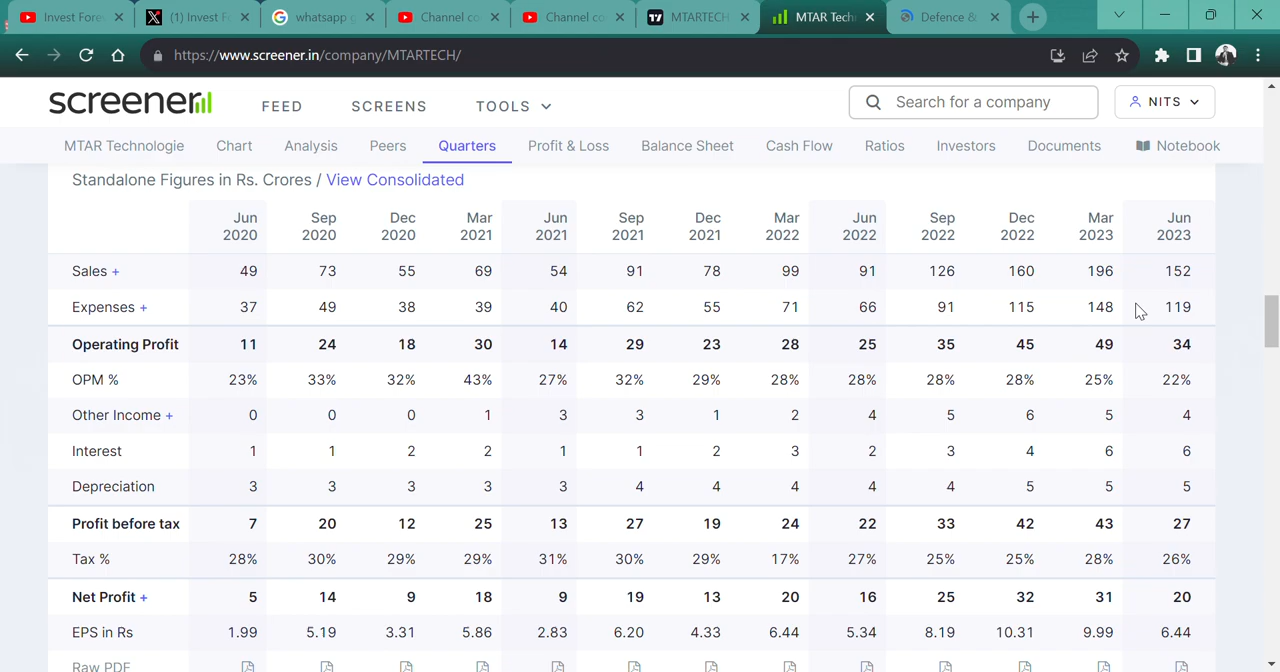 Invest Fore
(1) Invest F
whatsapp
Channel co
Channel co
MTARTECH
MTAR Tech
Defence &
https://www.screener.in/company/MTARTECH/
screener
FEED
SCREENS
TOOLS
Search for a company
NITS
MTAR Technologie
Chart
Analysis
Peers
Quarters
Profit & Loss
Balance Sheet
Cash Flow
Ratios
Investors
Documents
Notebook
Standalone Figures in Rs. Crores / View Consolidated
Jun Sep Dec Mar Jun Sep Dec Mar Jun Sep Dec Mar Jun
2020 2020 2020 2021 2021 2021 2021 2022 2022 2022 2022 2023 2023
Sales + 49 73 55 69 54 91 78 99 91 126 160 196 152
Expenses + 37 49 38 39 40 62 55 71 66 91 115 148 119
Operating Profit 11 24 18 30 14 29 23 28 25 35 45 49 34
OPM % 23% 33% 32% 43% 27% 32% 29% 28% 28% 28% 28% 25% 22%
Other Income + 0 0 0 1 3 3 1 2 4 5 6 5 4
Interest 1 1 2 2 1 1 2 3 2 3 4 6 6
Depreciation 3 3 3 3 3 4 4 4 4 4 5 5 5
Profit before tax 7 20 12 25 13 27 19 24 22 33 42 43 27
Tax % 28% 30% 29% 29% 31% 30% 29% 17% 27% 25% 25% 28% 26%
Net Profit + 5 14 9 18 9 19 13 20 16 25 32 31 20
EPS in Rs 1.99 5.19 3.31 5.86 2.83 6.20 4.33 6.44 5.34 8.19 10.31 9.99 6.44
Raw PDF